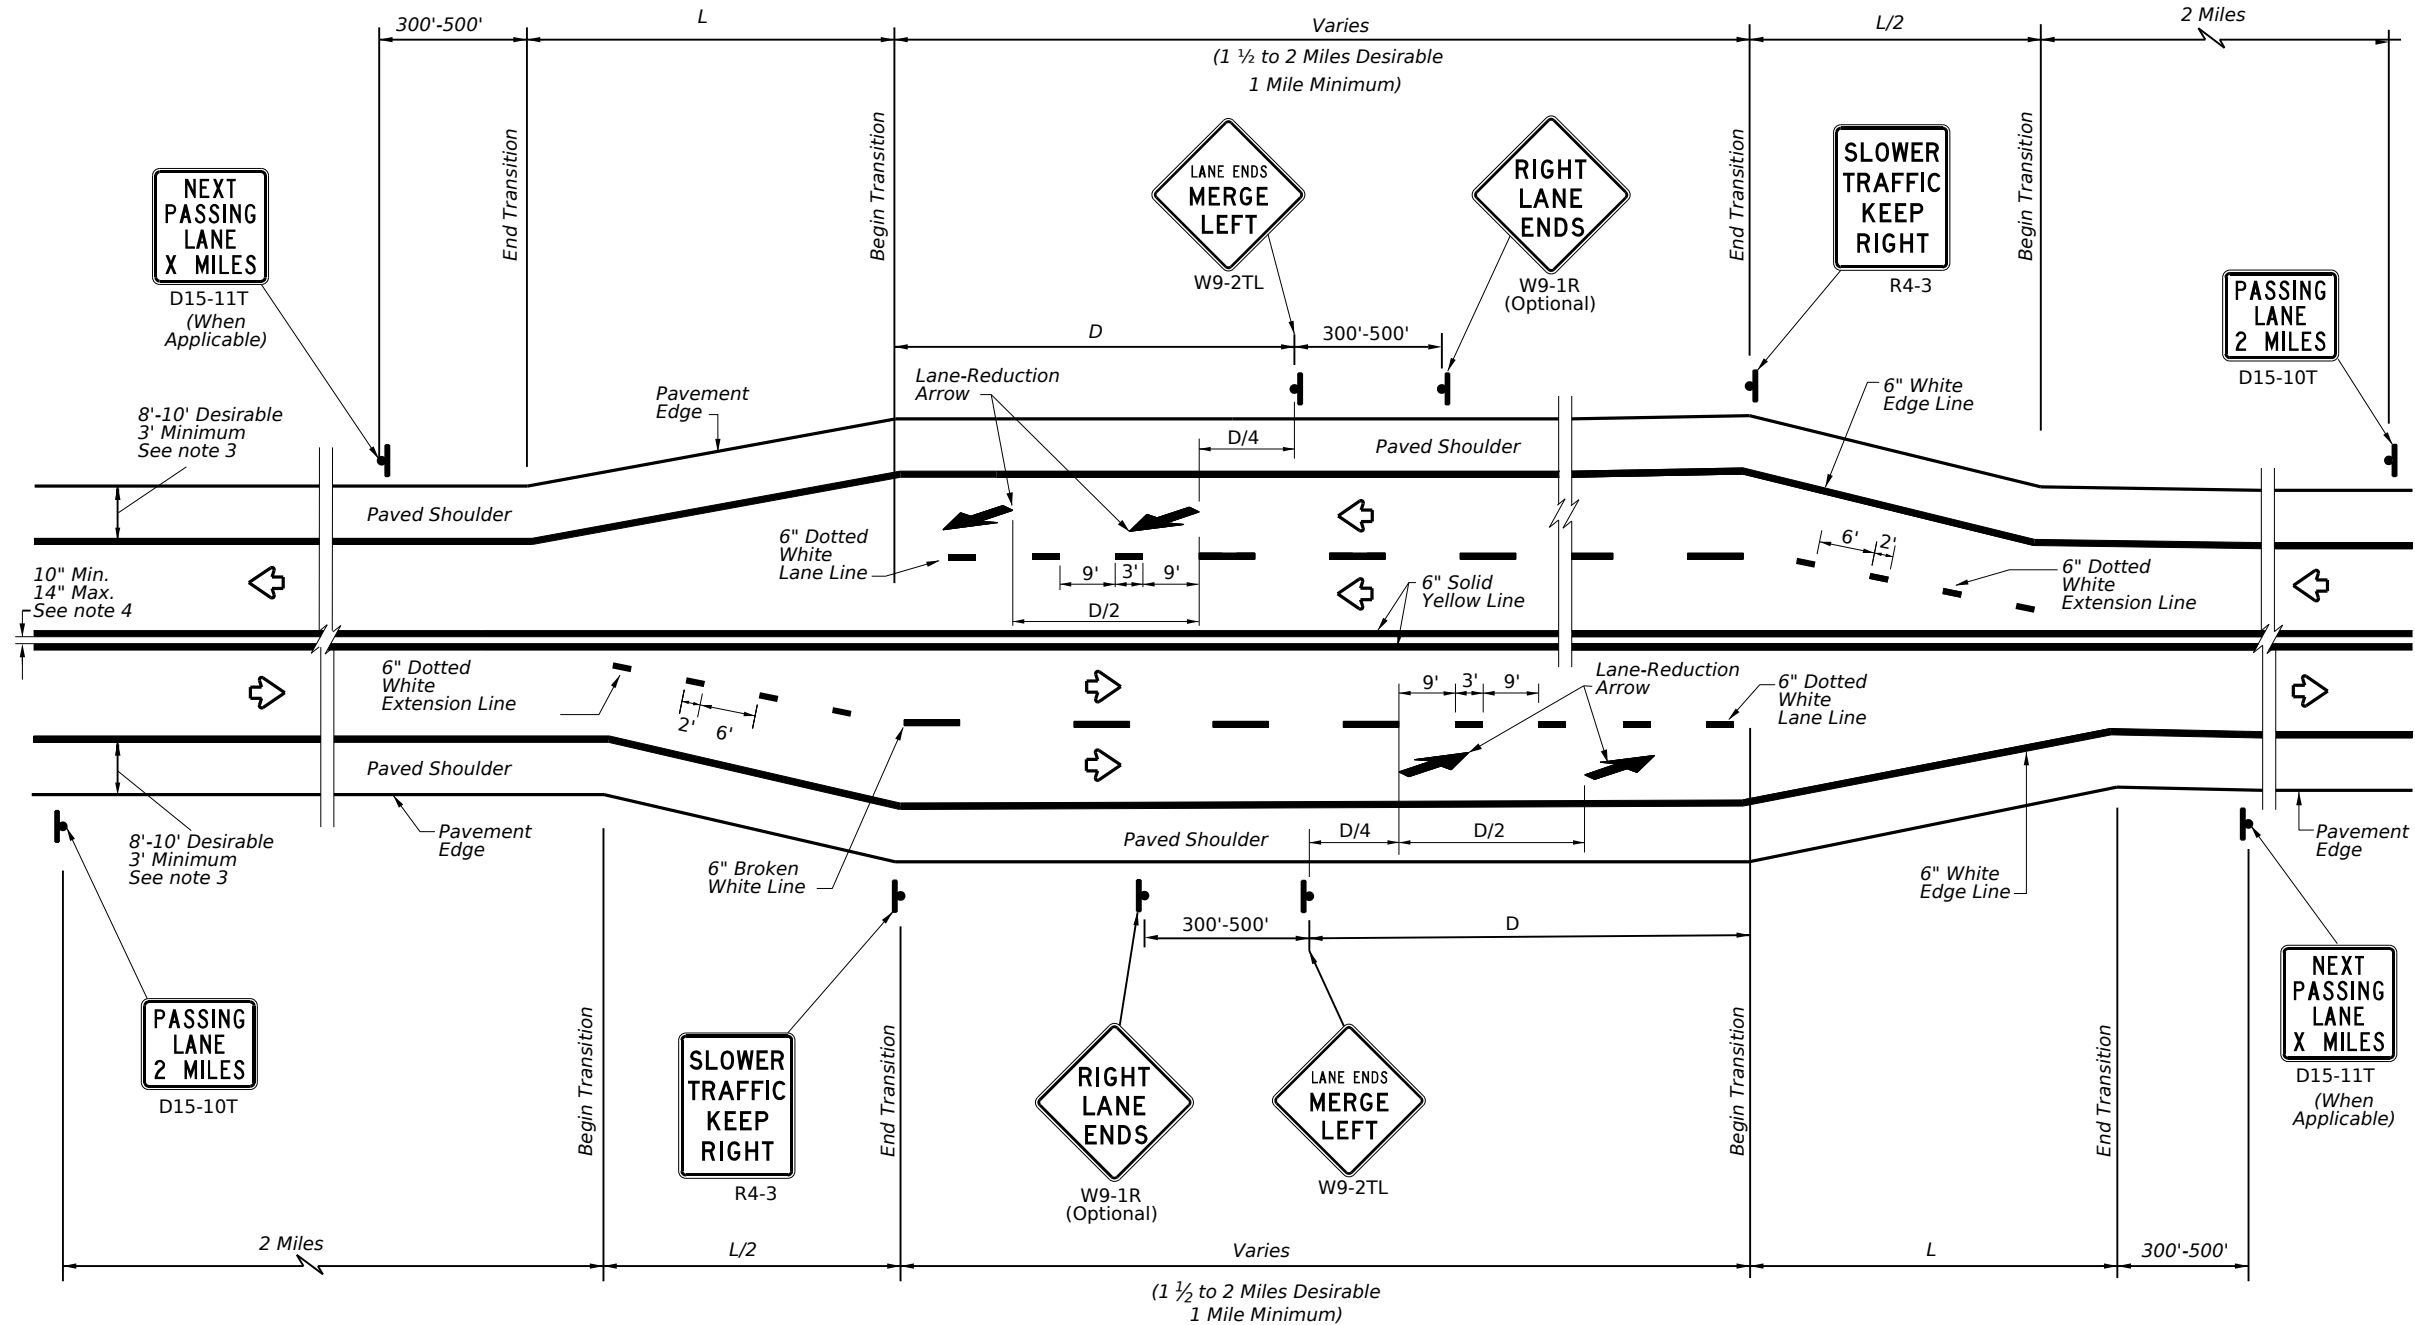 300'-500'
L
Varies
(1 ½ to 2 Miles Desirable
1 Mile Minimum)
L/2
2 Miles
End Transition
Begin Transition
End Transition
Begin Transition
NEXT
PASSING
LANE
X MILES
D15-11T
(When
Applicable)
LANE ENDS
MERGE
LEFT
W9-2TL
RIGHT
LANE
ENDS
W9-1R
(Optional)
SLOWER
TRAFFIC
KEEP
RIGHT
R4-3
PASSING
LANE
2 MILES
D15-10T
D
300'-500'
8'-10' Desirable
3' Minimum
See note 3
Pavement
Edge
Lane-Reduction
Arrow
D/4
Paved Shoulder
6" White
Edge Line
Paved Shoulder
6" Dotted
White
Lane Line
9'
3'
9'
D/2
6'
2'
6" Dotted
White
Extension Line
10" Min.
14" Max.
See note 4
6" Solid
Yellow Line
6" Dotted
White
Extension Line
2'
6'
9'
3'
9'
Lane-Reduction
Arrow
6" Dotted
White
Lane Line
Paved Shoulder
8'-10' Desirable
3' Minimum
See note 3
Pavement
Edge
6" Broken
White Line
Paved Shoulder
D/4
D/2
6" White
Edge Line
Pavement
Edge
300'-500'
D
PASSING
LANE
2 MILES
D15-10T
Begin Transition
SLOWER
TRAFFIC
KEEP
RIGHT
R4-3
End Transition
RIGHT
LANE
ENDS
W9-1R
(Optional)
LANE ENDS
MERGE
LEFT
W9-2TL
Begin Transition
End Transition
NEXT
PASSING
LANE
X MILES
D15-11T
(When
Applicable)
2 Miles
L/2
Varies
(1 ½ to 2 Miles Desirable
1 Mile Minimum)
L
300'-500'